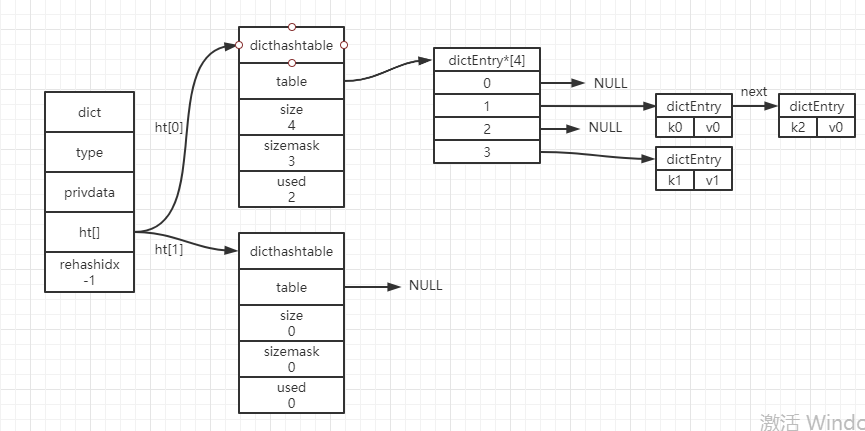 dict
type
privdata
ht[]
rehashidx
-1
ht[0]
ht[1]
dicthashtable
table
size
4
sizemask
3
used
2
dicthashtable
table
size
0
sizemask
0
used
0
NULL
dictEntry*[4]
0
1
2
3
NULL
NULL
dictEntry
k0 v0
next
dictEntry
k2 v0
dictEntry
k1 v1
激活 Windo